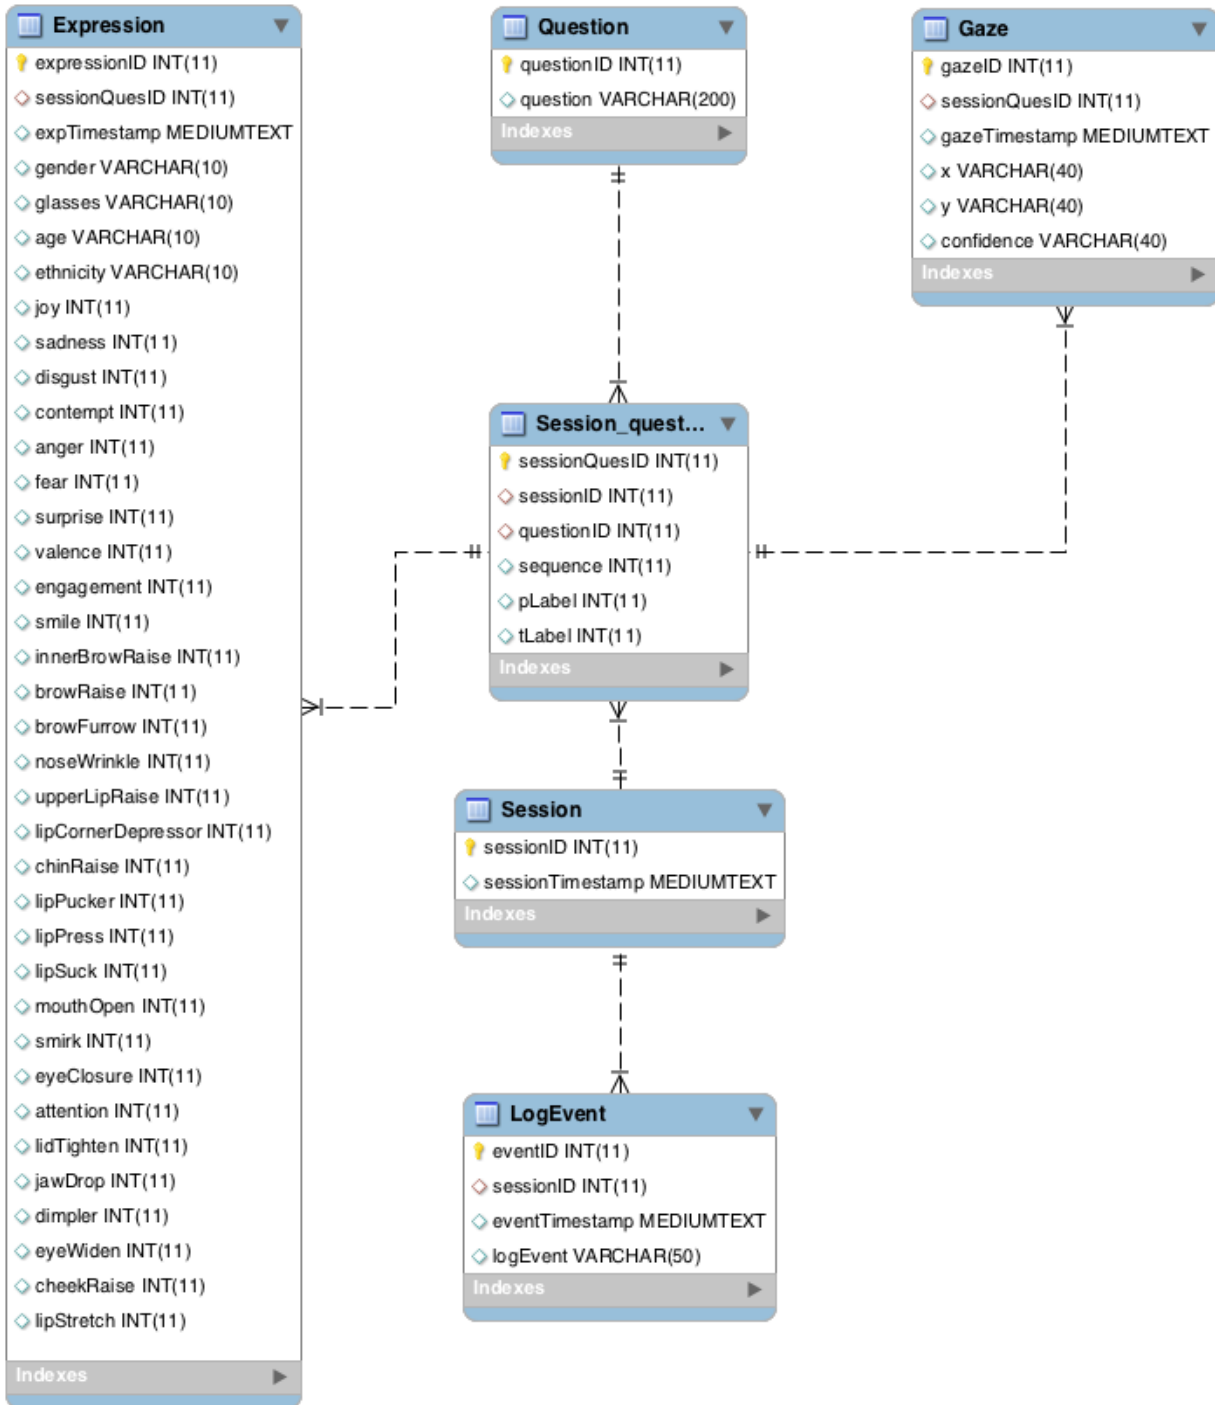 Expression
expressionID INT(11)
sessionQuesID INT(11)
expTimestamp MEDIUMTEXT
gender VARCHAR(10)
glasses VARCHAR(10)
age VARCHAR(10)
ethnicity VARCHAR(10)
joy INT(11)
sadness INT(11)
disgust INT(11)
contempt INT(11)
anger INT(11)
fear INT(11)
surprise INT(11)
valence INT(11)
engagement INT(11)
smile INT(11)
innerBrowRaise INT(11)
browRaise INT(11)
browFurrow INT(11)
noseWrinkle INT(11)
upperLipRaise INT(11)
lipCornerDepressor INT(11)
chinRaise INT(11)
lipPucker INT(11)
lipPress INT(11)
lipSuck INT(11)
mouthOpen INT(11)
smirk INT(11)
eyeClosure INT(11)
attention INT(11)
lidTighten INT(11)
jawDrop INT(11)
dimpler INT(11)
eyeWiden INT(11)
cheekRaise INT(11)
lipStretch INT(11)
Indexes
Question
questionID INT(11)
question VARCHAR(200)
Indexes
Session_quest...
sessionQuesID INT(11)
sessionID INT(11)
questionID INT(11)
sequence INT(11)
pLabel INT(11)
tLabel INT(11)
Indexes
Session
sessionID INT(11)
sessionTimestamp MEDIUMTEXT
Indexes
LogEvent
eventID INT(11)
sessionID INT(11)
eventTimestamp MEDIUMTEXT
logEvent VARCHAR(50)
Indexes
Gaze
gazeID INT(11)
sessionQuesID INT(11)
gazeTimestamp MEDIUMTEXT
x VARCHAR(40)
y VARCHAR(40)
confidence VARCHAR(40)
Indexes